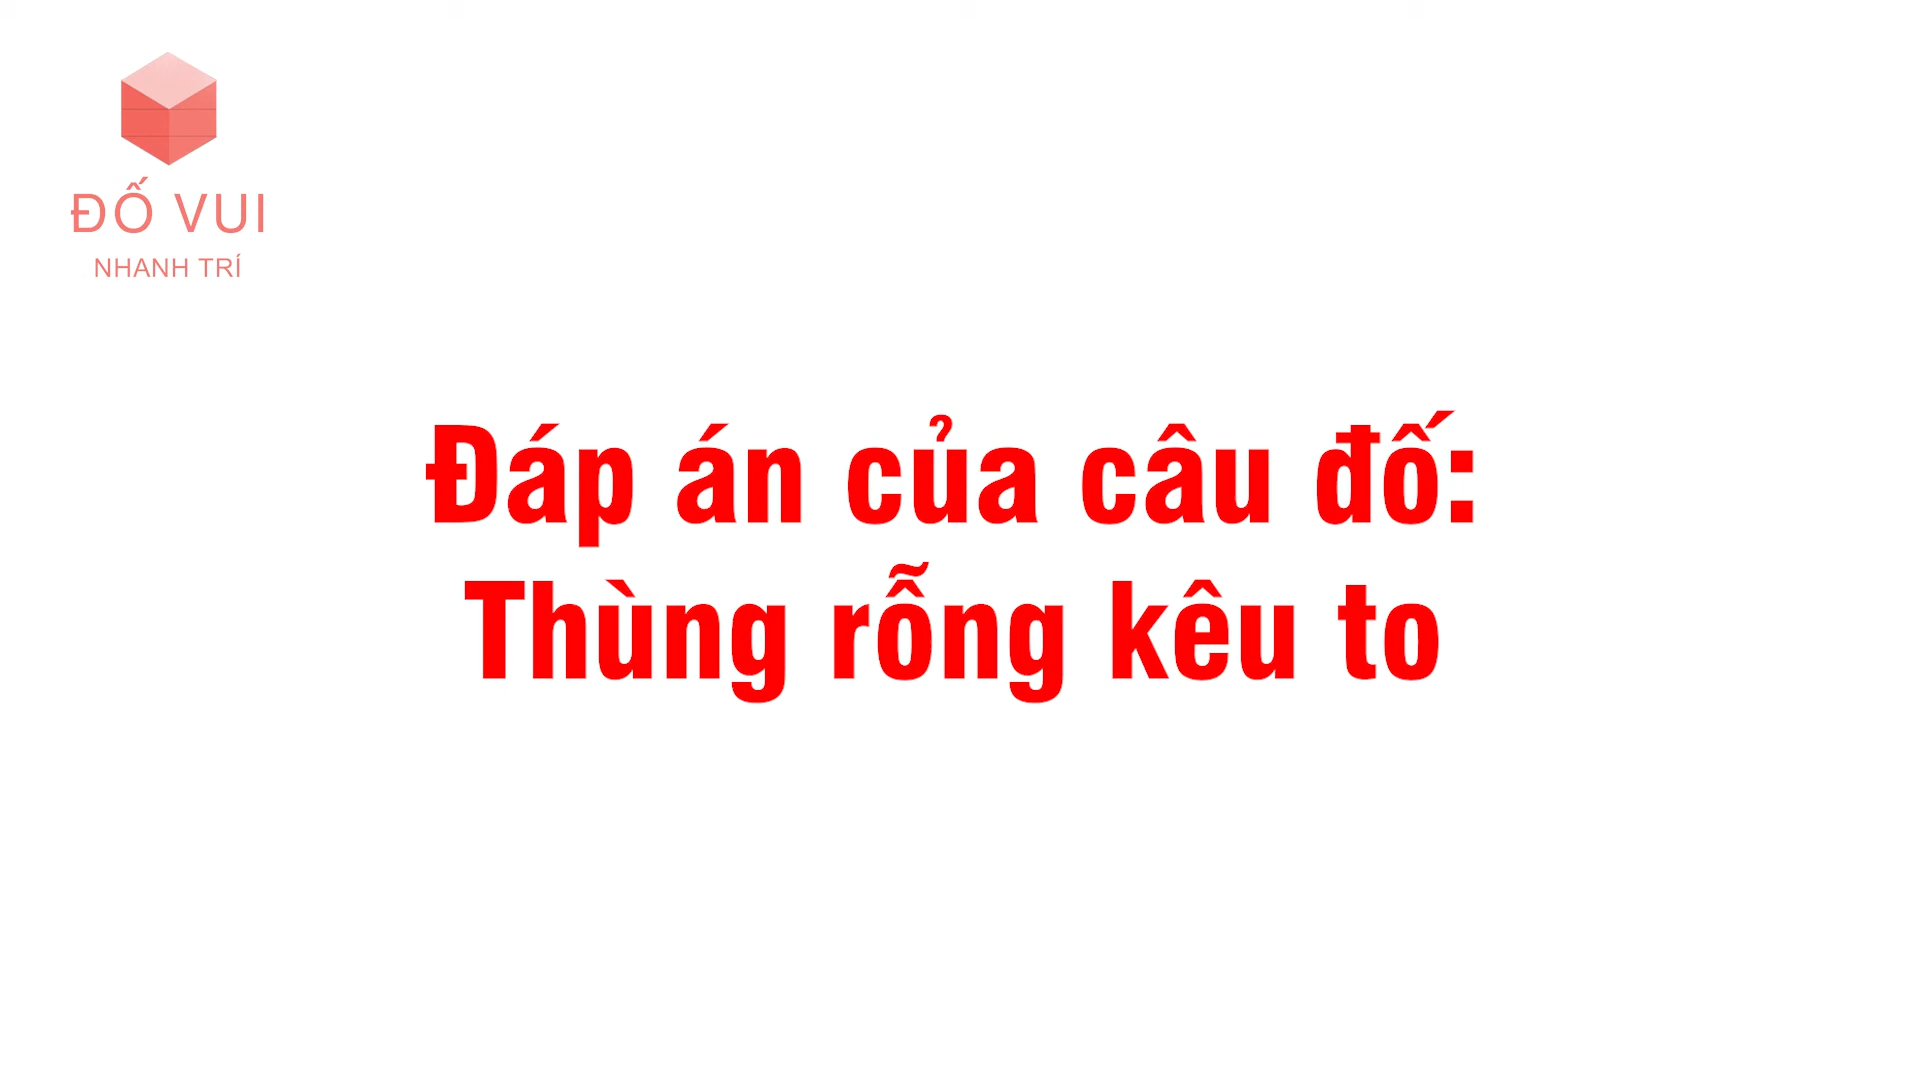 ĐỐ VUI
NHANH TRÍ
Đáp án của câu đố:
Thùng rỗng kêu to